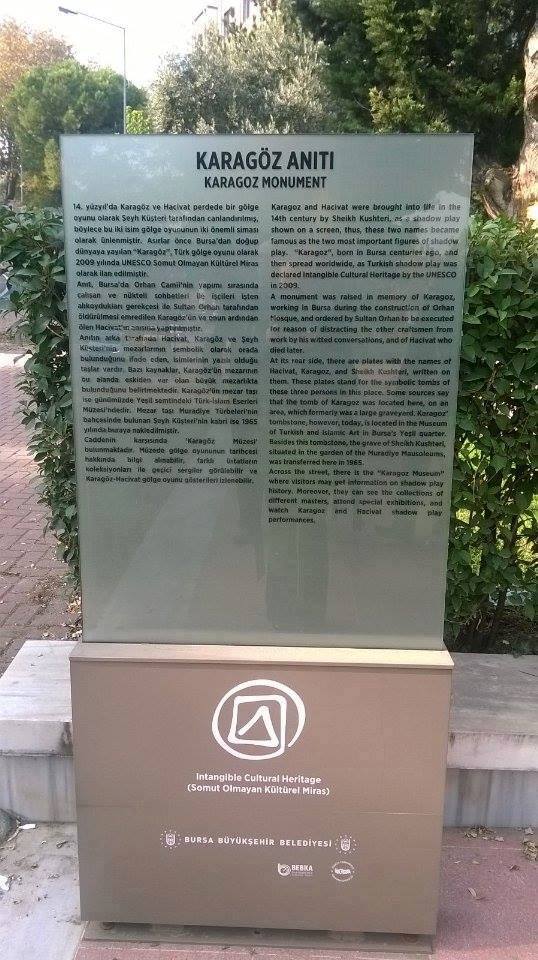 KARAGÖZ ANITI
KARAGOZ MONUMENT
14. yüzyıl'da Karagöz ve Hacivat perdede bir gölge
oyunu olarak Şeyh Küşteri tarafından canlandırılmış,
böylece bu iki isim gölge oyununun iki önemli siması
olarak ünlenmiştir. Asırlar önce Bursa'dan doğup
dünyaya yayılan "Karagöz", Türk gölge oyunu olarak
2009 yılında UNESCO Somut Olmayan Kültürel Miras
olarak ilan edilmiştir.
Anıt, Bursa'da Orhan Camii'nin yapımı sırasında
çalışan ve nükteli sohbetleri ile işçileri işten
alıkoydukları gerekçesi ile Sultan Orhan tarafından
öldürülmesi emredilen Karagöz'ün ve onun ardından
ölen Hacivat'ın anısına yaptırılmıştır.
Anıtın arka tarafında Hacivat, Karagöz ve Şeyh
Küşteri'nin mezarlarının sembolik olarak orada
bulunduğunu ifade eden, isimlerinin yazılı olduğu
taşlar vardır. Bazı kaynaklar, Karagöz'ün mezarının
bu alanda eskiden var olan büyük mezarlıkta
bulunduğunu belirtmektedir. Karagöz'ün mezar taşı
ise günümüzde Yeşil semtindeki Türk-İslam Eserleri
Müzesi'ndedir. Mezar taşı Muradiye Türbeleri'nin
bahçesinde bulunan Şeyh Küşteri'nin kabri ise 1965
yılında buraya nakledilmiştir.
Caddenin karşısında 'Karagöz Müzesi'
bulunmaktadır. Müzede gölge oyununun tarihçesi
hakkında bilgi alınabilir, farklı üstatların
koleksiyonları ile geçici sergiler görülebilir ve
Karagöz-Hacivat gölge oyunu gösterileri izlenebilir.
Karagoz and Hacivat were brought into life in the
14th century by Sheikh Kushteri, as a shadow play
shown on a screen, thus, these two names became
famous as the two most important figures of shadow
play. "Karagöz", born in Bursa centuries ago, and
then spread worldwide, as Turkish shadow play was
declared Intangible Cultural Heritage by the UNESCO
in 2009.
A monument was raised in memory of Karagoz,
working in Bursa during the construction of Orhan
Mosque, and ordered by Sultan Orhan to be executed
for reason of distracting the other craftsmen from
work by his witted conversations, and of Hacivat who
died later.
At its rear side, there are plates with the names of
Hacivat, Karagoz, and Sheikh Kushteri, written on
them. These plates stand for the symbolic tombs of
these three persons in this place. Some sources say
that the tomb of Karagoz was located here, on an
area, which formerly was a large graveyard. Karagoz'
tombstone, however, today, is located in the Museum
of Turkish and Islamic Art in Bursa's Yeşil quarter.
Besides this tombstone, the grave of Sheikh Kushteri,
situated in the garden of the Muradiye Mausoleums,
was transferred here in 1965.
Across the street, there is the "Karagoz Museum"
where visitors may get information on shadow play
history. Moreover, they can see the collections of
different masters, attend special exhibitions, and
watch Karagoz and Hacivat shadow play
performances.
Intangible Cultural Heritage
(Somut Olmayan Kültürel Miras)
BURSA BÜYÜKŞEHİR BELEDİYESİ
BEBKA